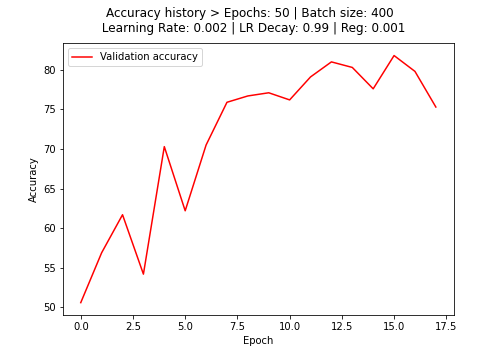 Accuracy history > Epochs: 50 | Batch size: 400
Learning Rate: 0.002 | LR Decay: 0.99 | Reg: 0.001
Validation accuracy
80
75
70
65
60
55
50
Accuracy
0.0 2.5 5.0 7.5 10.0 12.5 15.0 17.5
Epoch